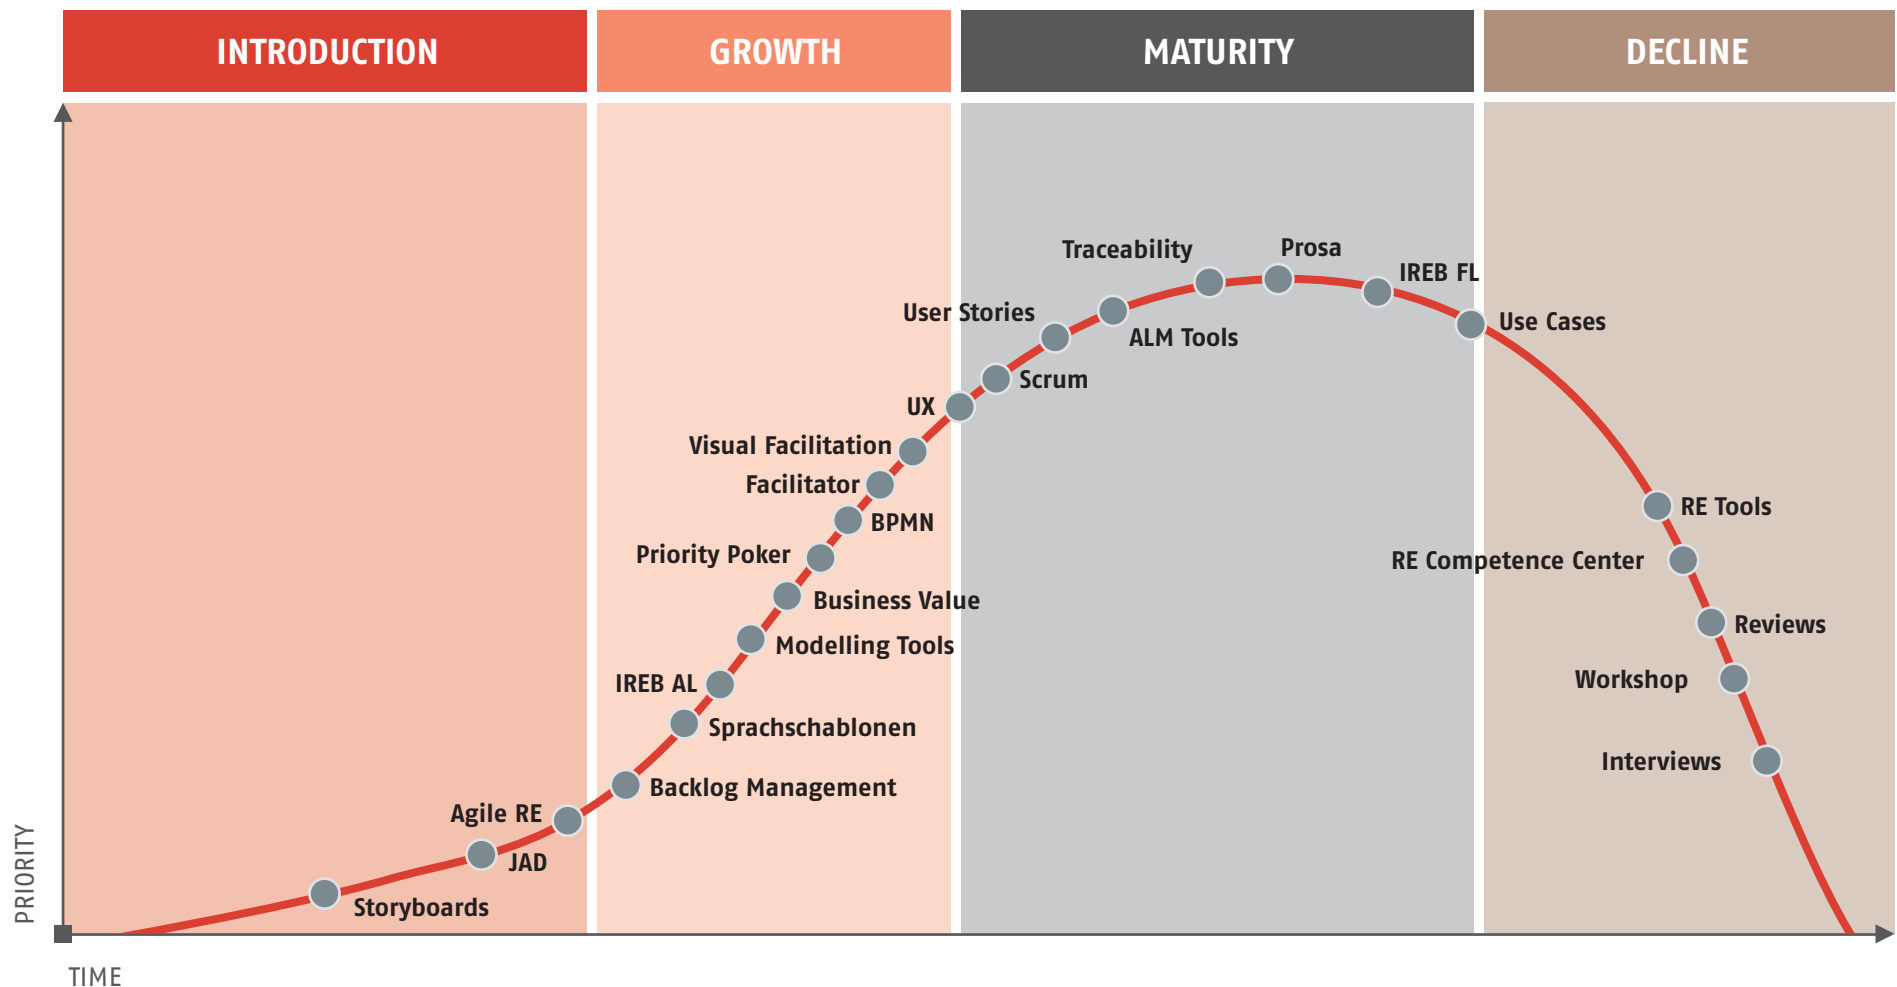 INTRODUCTION
GROWTH
MATURITY
DECLINE
Traceability
Prosa
IREB FL
User Stories
ALM Tools
Use Cases
Scrum
UX
Visual Facilitation
Facilitator
BPMN
Priority Poker
Business Value
Modelling Tools
IREB AL
Sprachschablonen
Backlog Management
Agile RE
JAD
Storyboards
RE Tools
RE Competence Center
Reviews
Workshop
Interviews
PRIORITY
TIME